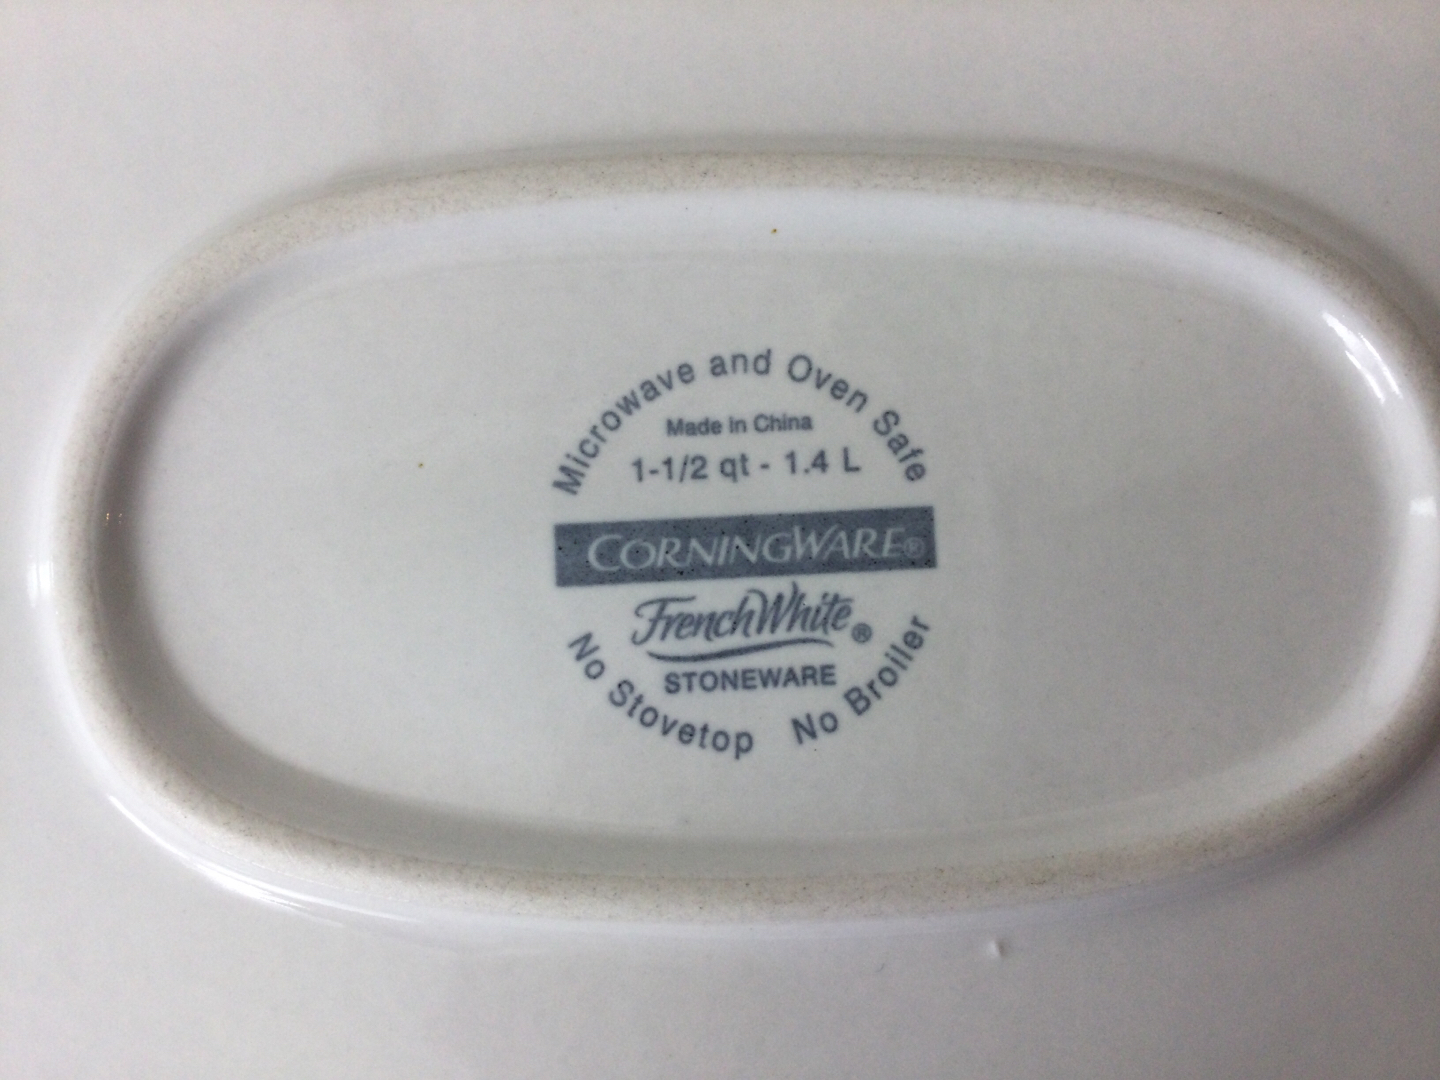 Microwave and Oven Safe
Made in China
1-1/2 qt - 1.4 L
CORNINGWARE®
FrenchWhite®
STONEWARE
No Stovetop No Broiler